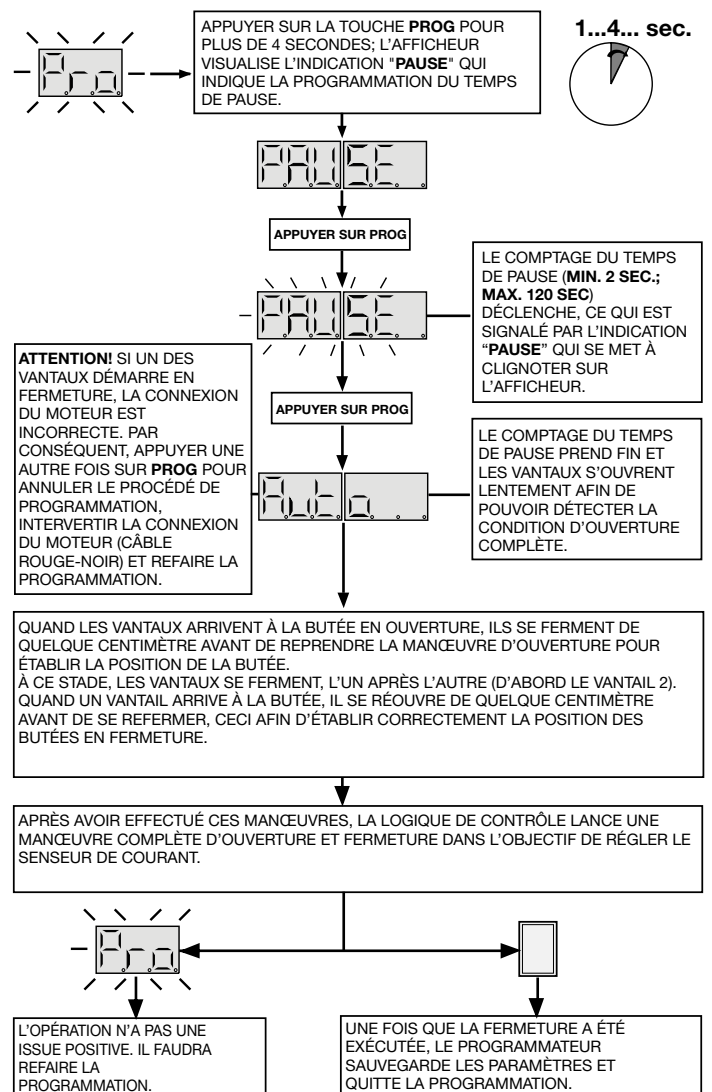 Pro
APPUYER SUR LA TOUCHE PROG POUR
PLUS DE 4 SECONDES; L'AFFICHEUR
VISUALISE L'INDICATION "PAUSE" QUI
INDIQUE LA PROGRAMMATION DU TEMPS
DE PAUSE.
1...4... sec.
PAUSE
APPUYER SUR PROG
PAUSE
LE COMPTAGE DU TEMPS
DE PAUSE (MIN. 2 SEC.;
MAX. 120 SEC)
DÉCLENCHE, CE QUI EST
SIGNALÉ PAR L'INDICATION
“PAUSE” QUI SE MET À
CLIGNOTER SUR
L'AFFICHEUR.
ATTENTION! SI UN DES
VANTAUX DÉMARRE EN
FERMETURE, LA CONNEXION
DU MOTEUR EST
INCORRECTE. PAR
CONSÉQUENT, APPUYER UNE
AUTRE FOIS SUR PROG POUR
ANNULER LE PROCÉDÉ DE
PROGRAMMATION,
INTERVERTIR LA CONNEXION
DU MOTEUR (CÂBLE
ROUGE-NOIR) ET REFAIRE LA
PROGRAMMATION.
APPUYER SUR PROG
Auto
LE COMPTAGE DU TEMPS
DE PAUSE PREND FIN ET
LES VANTAUX S'OUVRENT
LENTEMENT AFIN DE
POUVOIR DÉTECTER LA
CONDITION D'OUVERTURE
COMPLÈTE.
QUAND LES VANTAUX ARRIVENT À LA BUTÉE EN OUVERTURE, ILS SE FERMENT DE
QUELQUE CENTIMÈTRE AVANT DE REPRENDRE LA MANŒUVRE D'OUVERTURE POUR
ÉTABLIR LA POSITION DE LA BUTÉE.
À CE STADE, LES VANTAUX SE FERMENT, L'UN APRÈS L'AUTRE (D'ABORD LE VANTAIL 2).
QUAND UN VANTAIL ARRIVE À LA BUTÉE, IL SE RÉOUVRE DE QUELQUE CENTIMÈTRE
AVANT DE SE REFERMER, CECI AFIN D'ÉTABLIR CORRECTEMENT LA POSITION DES
BUTÉES EN FERMETURE.
APRÈS AVOIR EFFECTUÉ CES MANŒUVRES, LA LOGIQUE DE CONTRÔLE LANCE UNE
MANŒUVRE COMPLÈTE D'OUVERTURE ET FERMETURE DANS L'OBJECTIF DE RÉGLER LE
SENSEUR DE COURANT.
Pro
L'OPÉRATION N'A PAS UNE
ISSUE POSITIVE. IL FAUDRA
REFAIRE LA
PROGRAMMATION.
UNE FOIS QUE LA FERMETURE A ÉTÉ
EXÉCUTÉE, LE PROGRAMMATEUR
SAUVEGARDE LES PARAMÈTRES ET
QUITTE LA PROGRAMMATION.